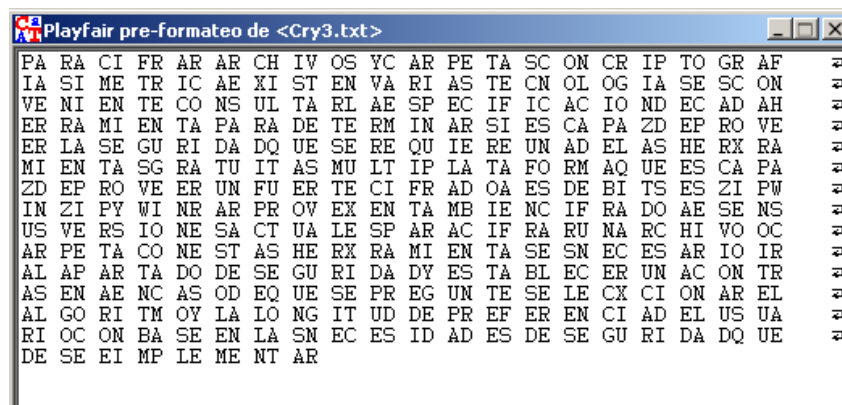 Playfair pre-formateo de <Cry3.txt>
PA RA CI FR AR AR CH IV OS YC AR PE TA SC ON CR IP TO GR AF
IA SI ME TR IC AE XI ST EN VA RI AS TE CN OL OG IA SE SC ON
VE NI EN TE CO NS UL TA RL AE SP EC IF IC AC IO ND EC AD AH
ER RA MI EN TA PA RA DE TE RM IN AR SI ES CA PA ZD EP RO VE
ER LA SE GU RI DA DQ UE SE RE QU IE RE UN AD EL AS HE RX RA
MI EN TA SG RA TU IT AS MU LT IP LA TA FO RM AQ UE ES CA PA
ZD EP RO VE ER UN FU ER TE CI FR AD OA ES DE BI TS ES ZI PW
IN ZI PY WI NR AR PR OV EX EN TA MB IE NC IF RA DO AE SE NS
US VE RS IO NE SA CT UA LE SP AR AC IF RA RU NA RC HI VO OC
AR PE TA CO NE ST AS HE RX RA MI EN TA SE SN EC ES AR IO IR
AL AP AR TA DO DE SE GU RI DA DY ES TA BL EC ER UN AC ON TR
AS EN AE NC AS OD EQ UE SE PR EG UN TE SE LE CX CI ON AR EL
AL GO RI TM OY LA LO NG IT UD DE PR EF ER EN CI AD EL US UA
RI OC ON BA SE EN LA SN EC ES ID AD ES DE SE GU RI DA DQ UE
DE SE EI MP LE ME NT AR